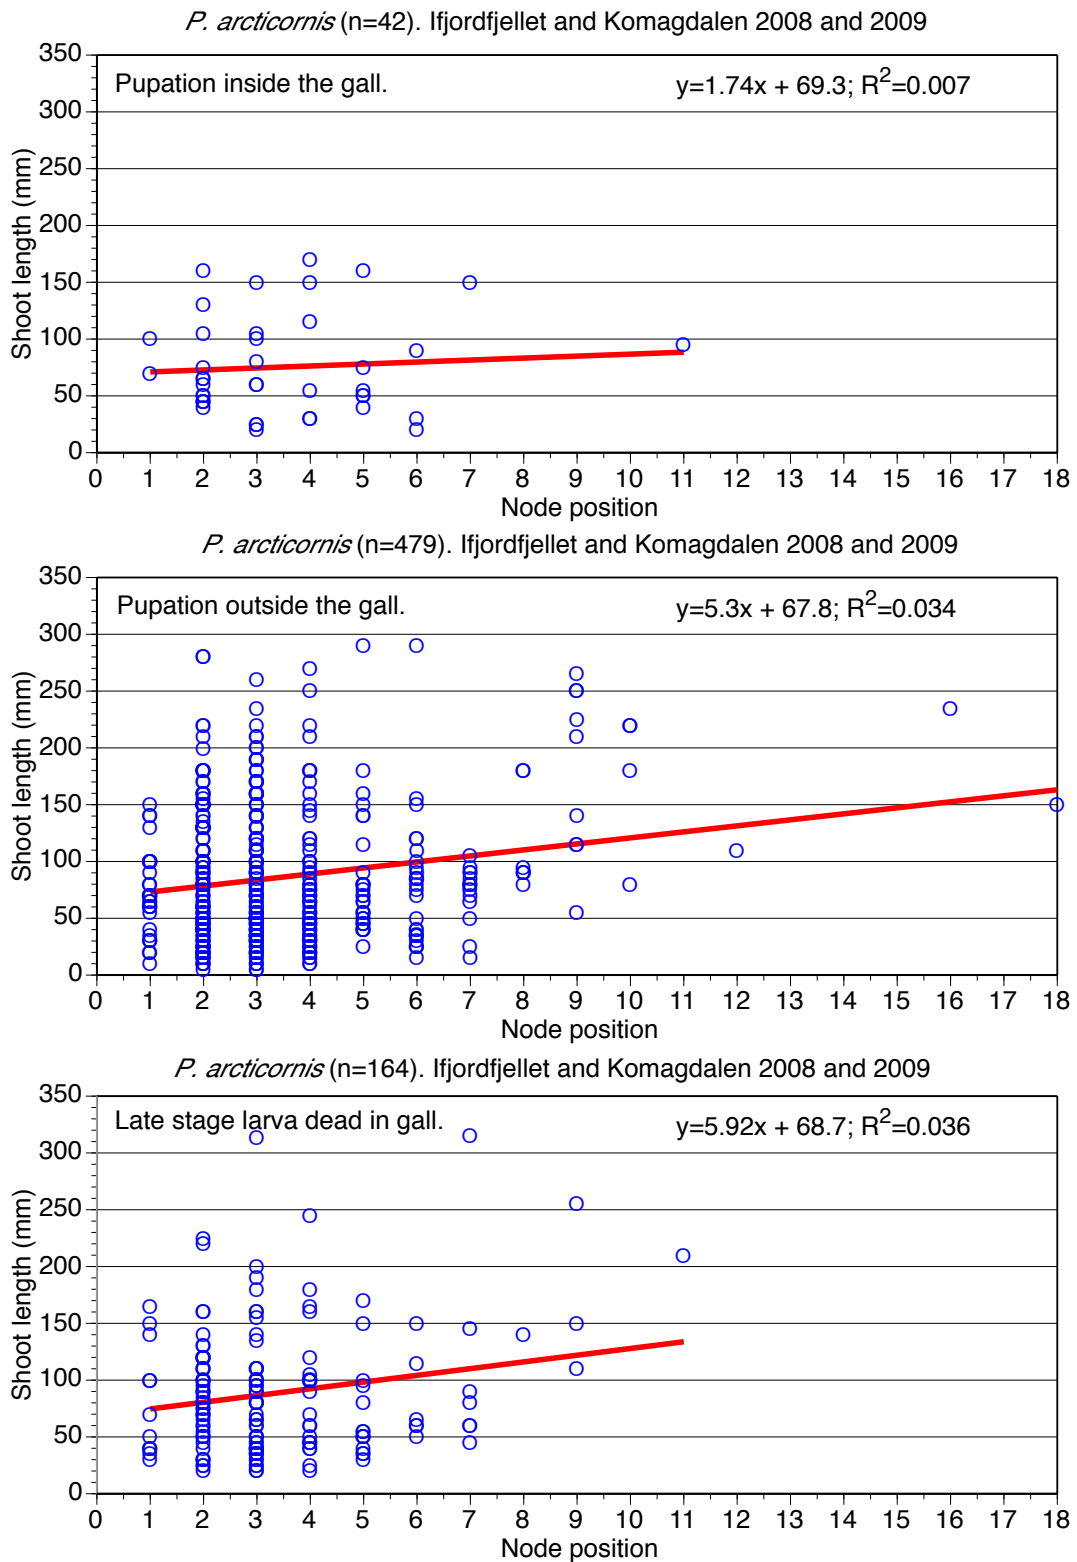 P. arcticornis (n=42). Ifjordfjellet and Komagdalen 2008 and 2009
350
Pupation inside the gall. y=1.74x + 69.3; R²=0.007
300
250
200
150
100
50
0
Shoot length (mm)
0 1 2 3 4 5 6 7 8 9 10 11 12 13 14 15 16 17 18
Node position
P. arcticornis (n=479). Ifjordfjellet and Komagdalen 2008 and 2009
350
Pupation outside the gall. y=5.3x + 67.8; R²=0.034
300
250
200
150
100
50
0
Shoot length (mm)
0 1 2 3 4 5 6 7 8 9 10 11 12 13 14 15 16 17 18
Node position
P. arcticornis (n=164). Ifjordfjellet and Komagdalen 2008 and 2009
350
Late stage larva dead in gall. y=5.92x + 68.7; R²=0.036
300
250
200
150
100
50
0
Shoot length (mm)
0 1 2 3 4 5 6 7 8 9 10 11 12 13 14 15 16 17 18
Node position